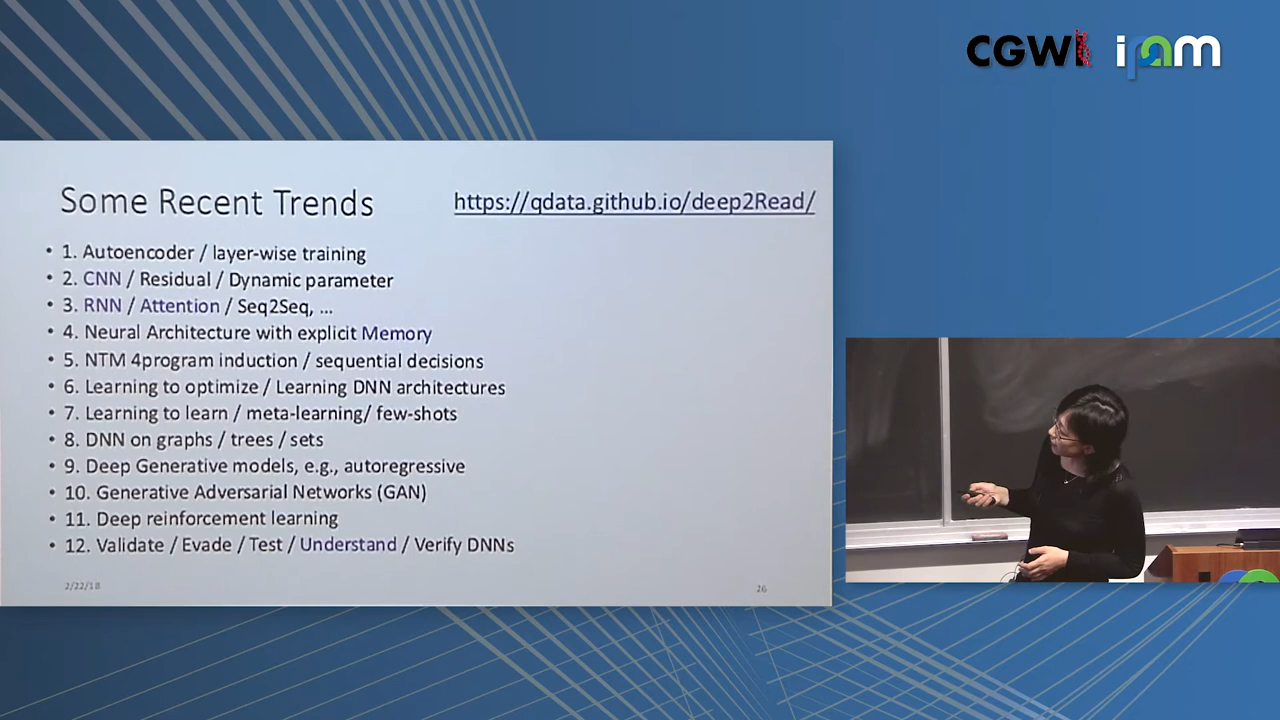 CGWI ipam
Some Recent Trends
https://qdata.github.io/deep2Read/
• 1. Autoencoder / layer-wise training
• 2. CNN / Residual / Dynamic parameter
• 3. RNN / Attention / Seq2Seq, …
• 4. Neural Architecture with explicit Memory
• 5. NTM 4program induction / sequential decisions
• 6. Learning to optimize / Learning DNN architectures
• 7. Learning to learn / meta-learning/ few-shots
• 8. DNN on graphs / trees / sets
• 9. Deep Generative models, e.g., autoregressive
• 10. Generative Adversarial Networks (GAN)
• 11. Deep reinforcement learning
• 12. Validate / Evade / Test / Understand / Verify DNNs
2/22/18
26